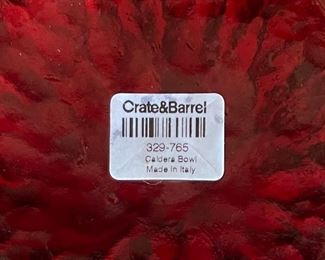 Crate&Barrel
329-765
Caldera Bowl
Made in Italy